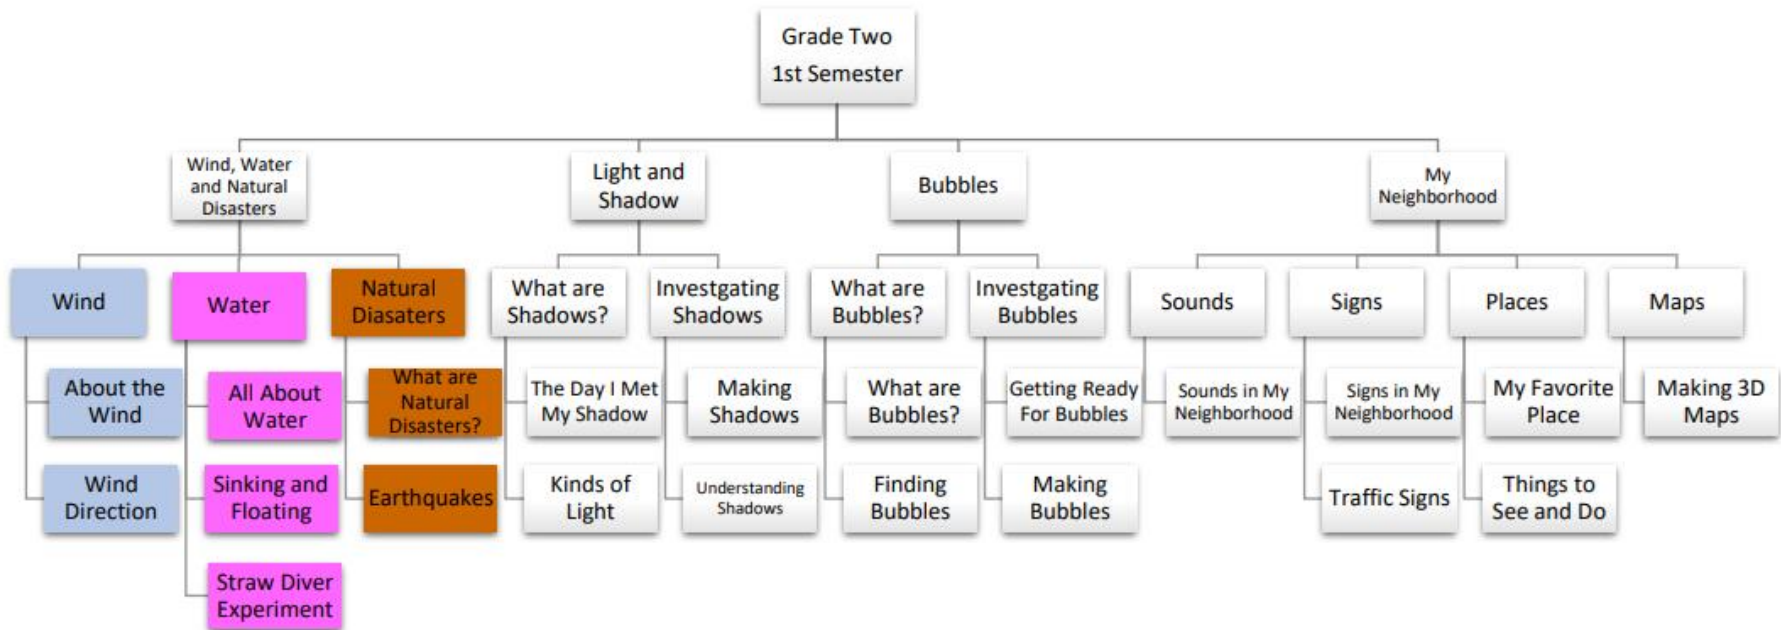 Grade Two
1st Semester
Wind, Water
and Natural
Disasters
Light and
Shadow
Bubbles
My
Neighborhood
Wind
Water
Natural
Diasaters
What are
Shadows?
Investgating
Shadows
What are
Bubbles?
Investgating
Bubbles
Sounds
Signs
Places
Maps
About the
Wind
All About
Water
What are
Natural
Disasters?
The Day I Met
My Shadow
Making
Shadows
What are
Bubbles?
Getting Ready
For Bubbles
Sounds in My
Neighborhood
Signs in My
Neighborhood
My Favorite
Place
Making 3D
Maps
Wind
Direction
Sinking and
Floating
Earthquakes
Kinds of
Light
Understanding
Shadows
Finding
Bubbles
Making
Bubbles
Traffic Signs
Things to
See and Do
Straw Diver
Experiment